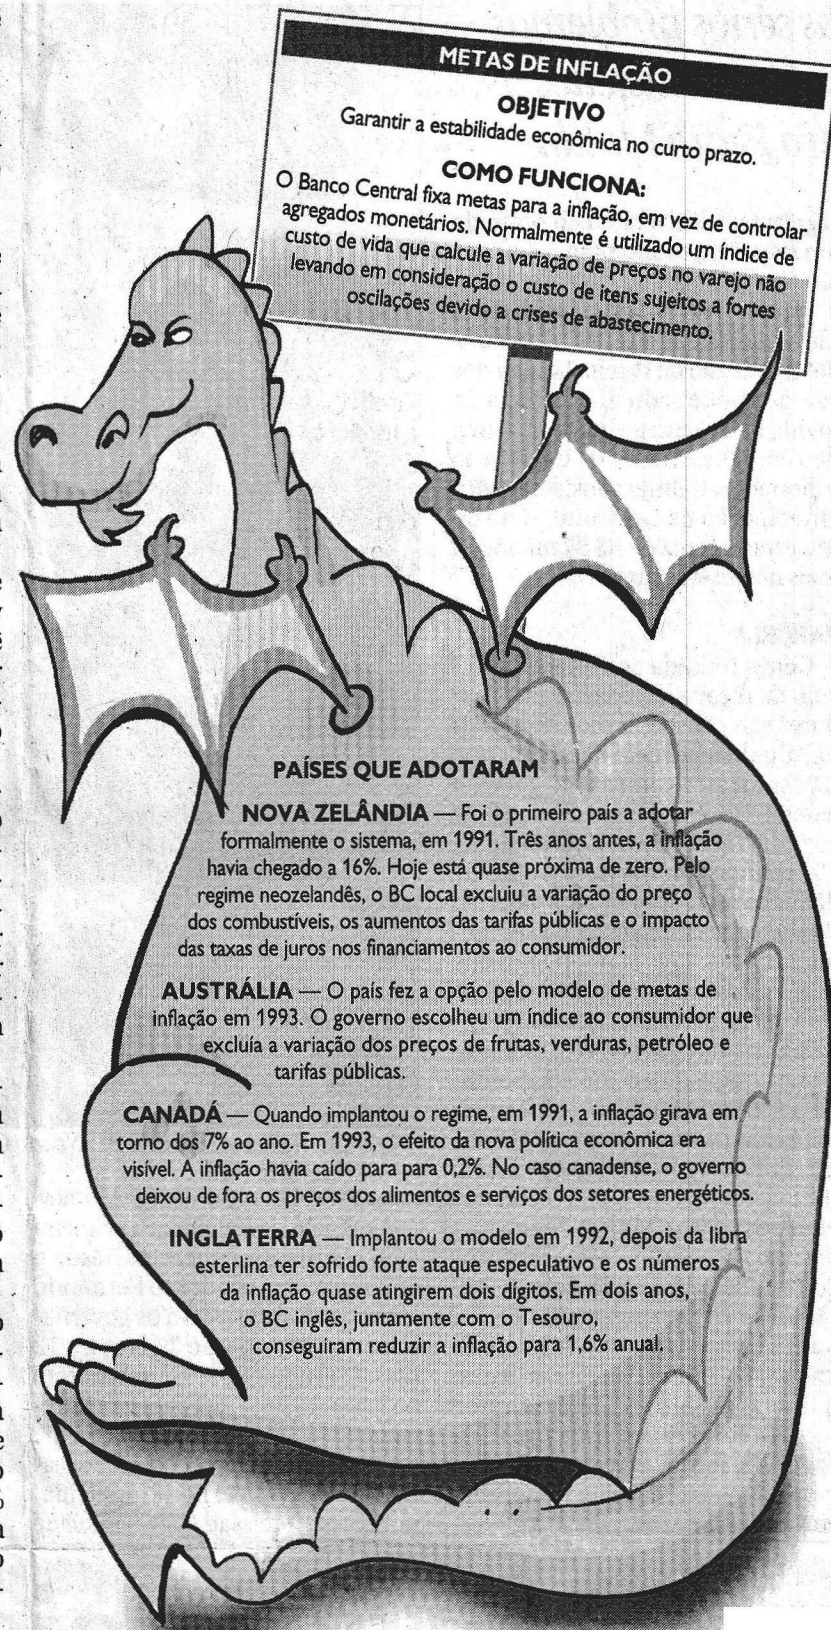 METAS DE INFLAÇÃO
OBJETIVO
Garantir a estabilidade econômica no curto prazo.
COMO FUNCIONA:
O Banco Central fixa metas para a inflação, em vez de controlar
agregados monetários. Normalmente é utilizado um índice de
custo de vida que calcule a variação de preços no varejo não
levando em consideração o custo de itens sujeitos a fortes
oscilações devido a crises de abastecimento.
PAÍSES QUE ADOTARAM
NOVA ZELÂNDIA — Foi o primeiro país a adotar
formalmente o sistema, em 1991. Três anos antes, a inflação
havia chegado a 16%. Hoje está quase próxima de zero. Pelo
regime neozelandês, o BC local excluiu a variação do preço
dos combustíveis, os aumentos das tarifas públicas e o impacto
das taxas de juros nos financiamentos ao consumidor.
AUSTRÁLIA — O país fez a opção pelo modelo de metas de
inflação em 1993. O governo escolheu um índice ao consumidor que
excluía a variação dos preços de frutas, verduras, petróleo e
tarifas públicas.
CANADÁ — Quando implantou o regime, em 1991, a inflação girava em
torno dos 7% ao ano. Em 1993, o efeito da nova política econômica era
visível. A inflação havia caído para para 0,2%. No caso canadense, o governo
deixou de fora os preços dos alimentos e serviços dos setores energéticos.
INGLATERRA — Implantou o modelo em 1992, depois da libra
esterlina ter sofrido forte ataque especulativo e os números
da inflação quase atingirem dois dígitos. Em dois anos,
o BC inglês, juntamente com o Tesouro,
conseguiram reduzir a inflação para 1,6% anual.